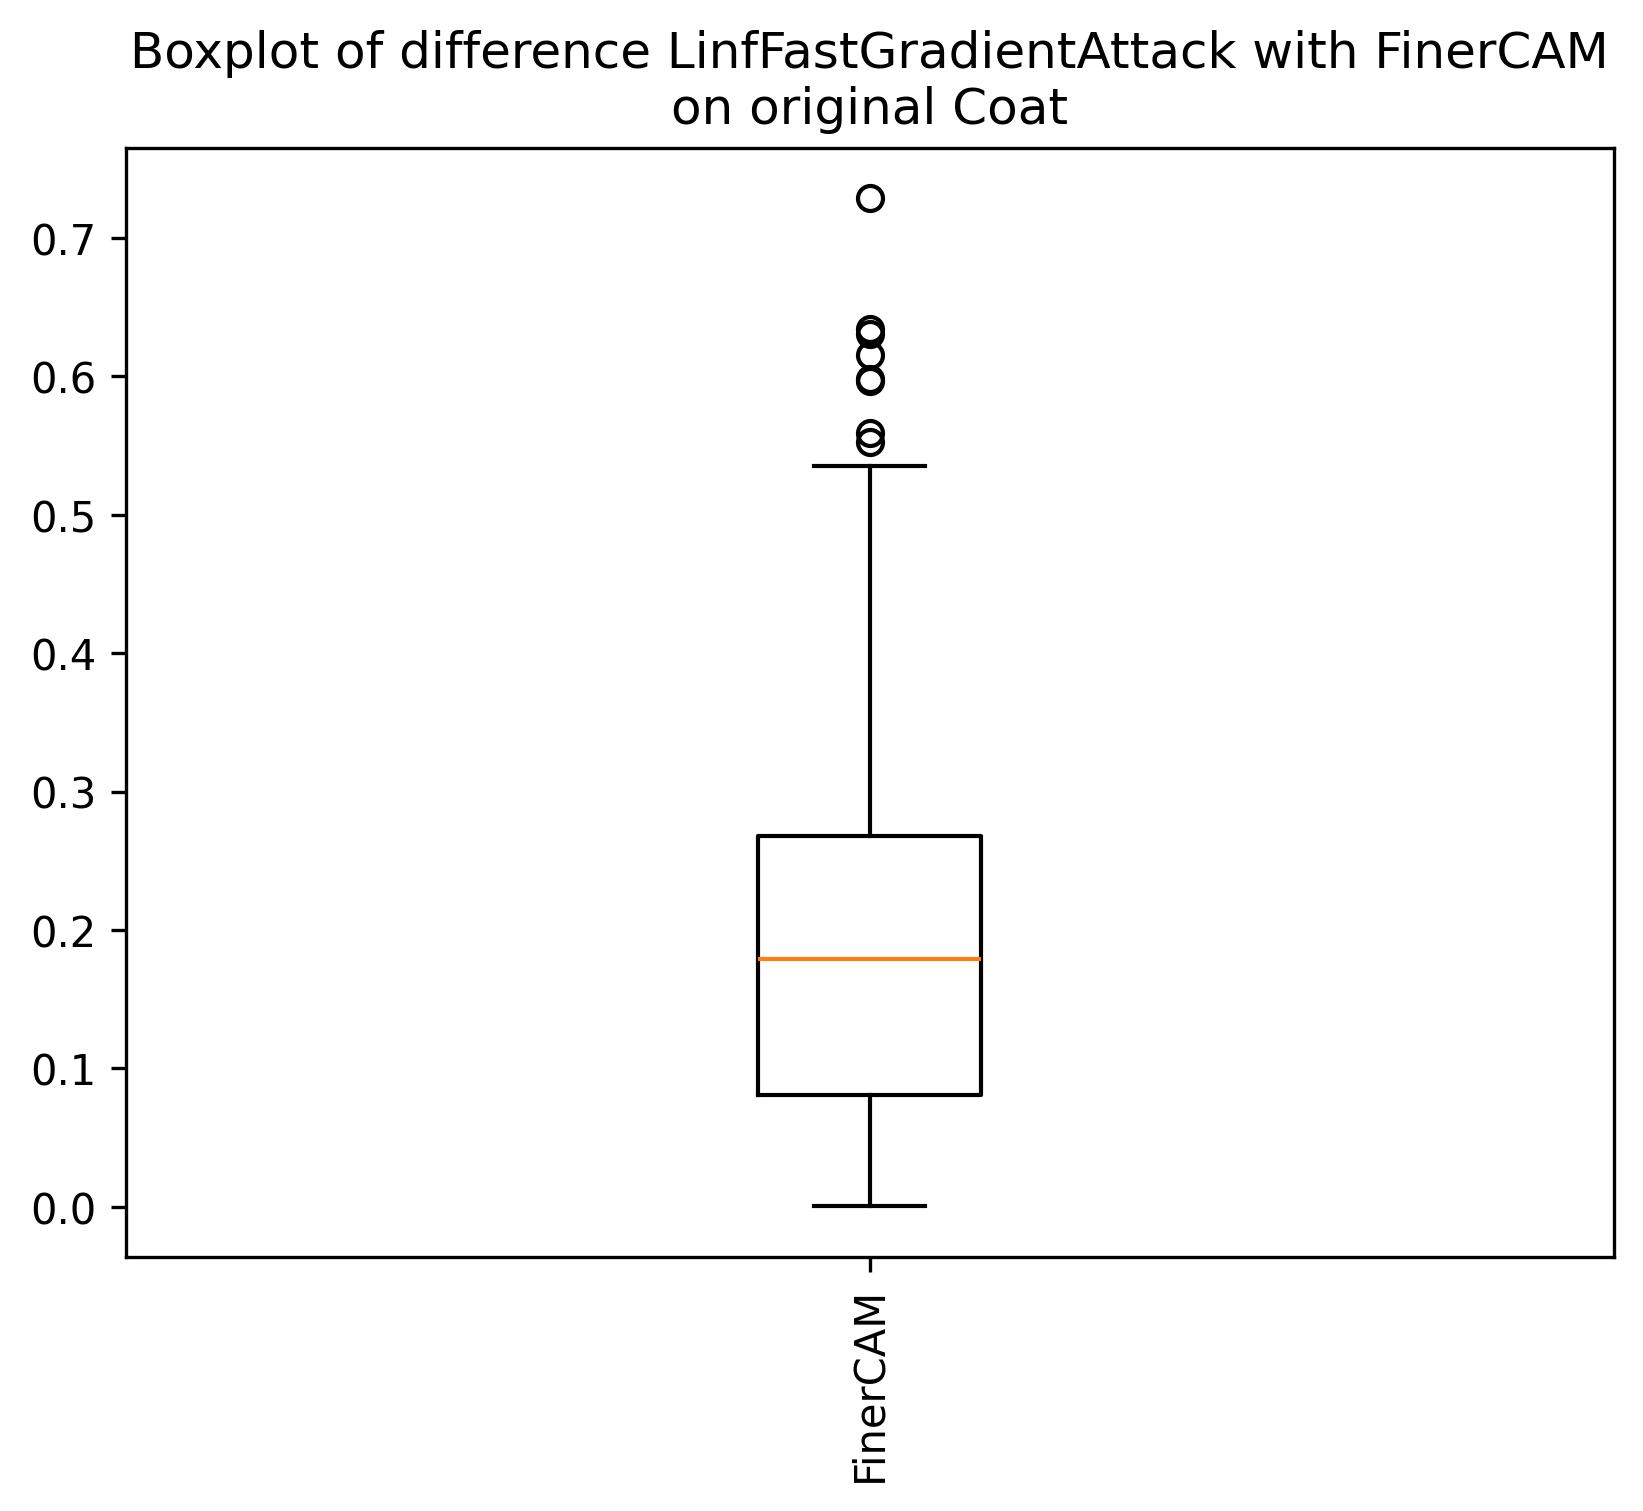 Boxplot of difference LinfFastGradientAttack with FinerCAM
on original Coat
0.7
0.6
0.5
0.4
0.3
0.2
0.1
0.0
FinerCAM